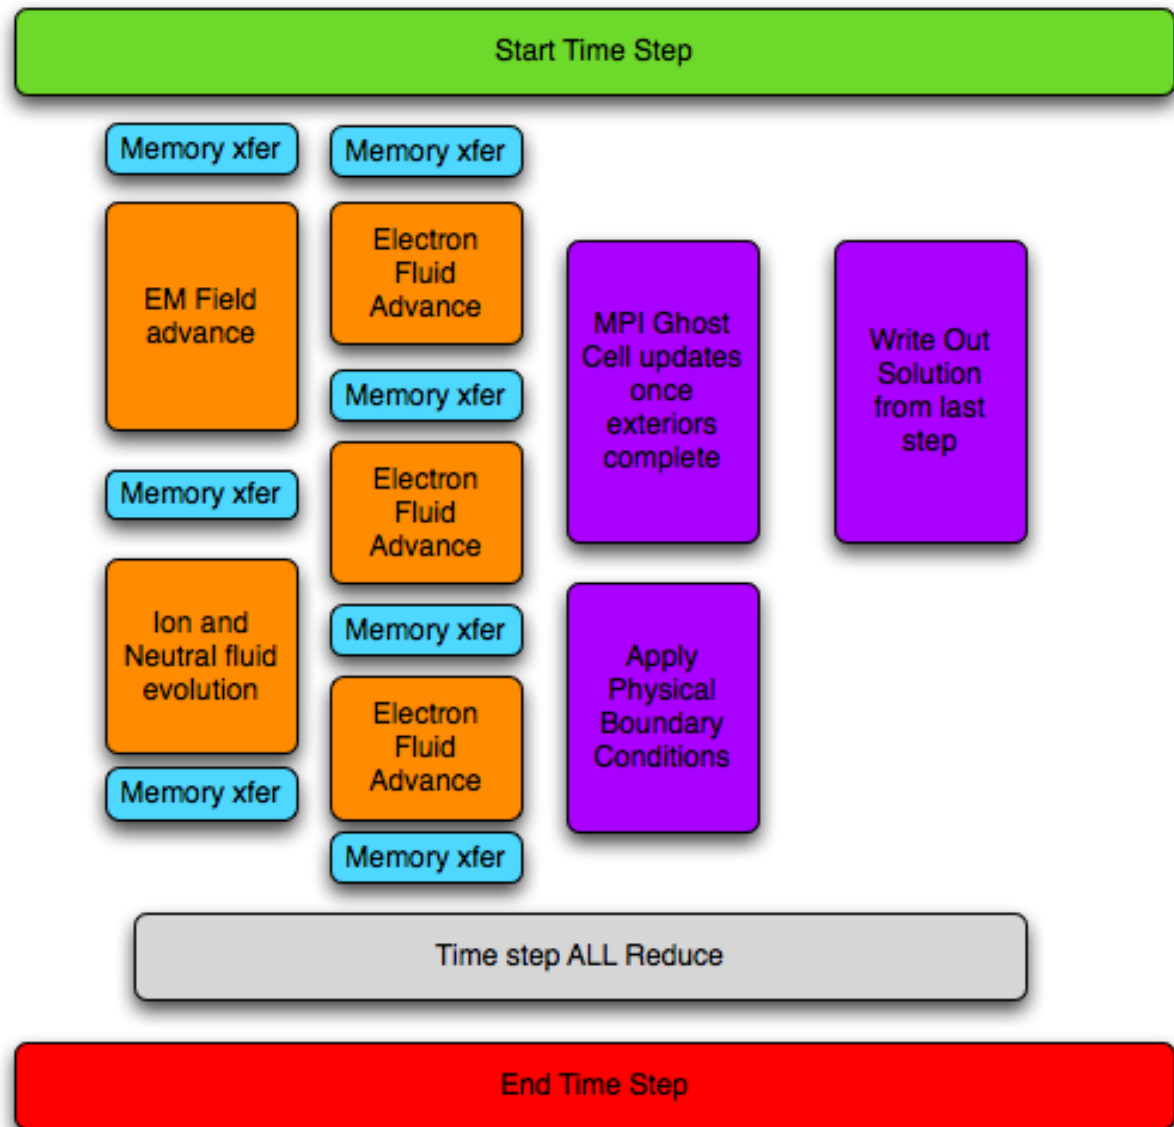 Start Time Step
Memory xfer
EM Field
advance
Memory xfer
Ion and
Neutral fluid
evolution
Memory xfer
Memory xfer
Electron
Fluid
Advance
Memory xfer
Electron
Fluid
Advance
Memory xfer
Electron
Fluid
Advance
Memory xfer
MPI Ghost
Cell updates
once
exteriors
complete
Apply
Physical
Boundary
Conditions
Write Out
Solution
from last
step
Time step ALL Reduce
End Time Step